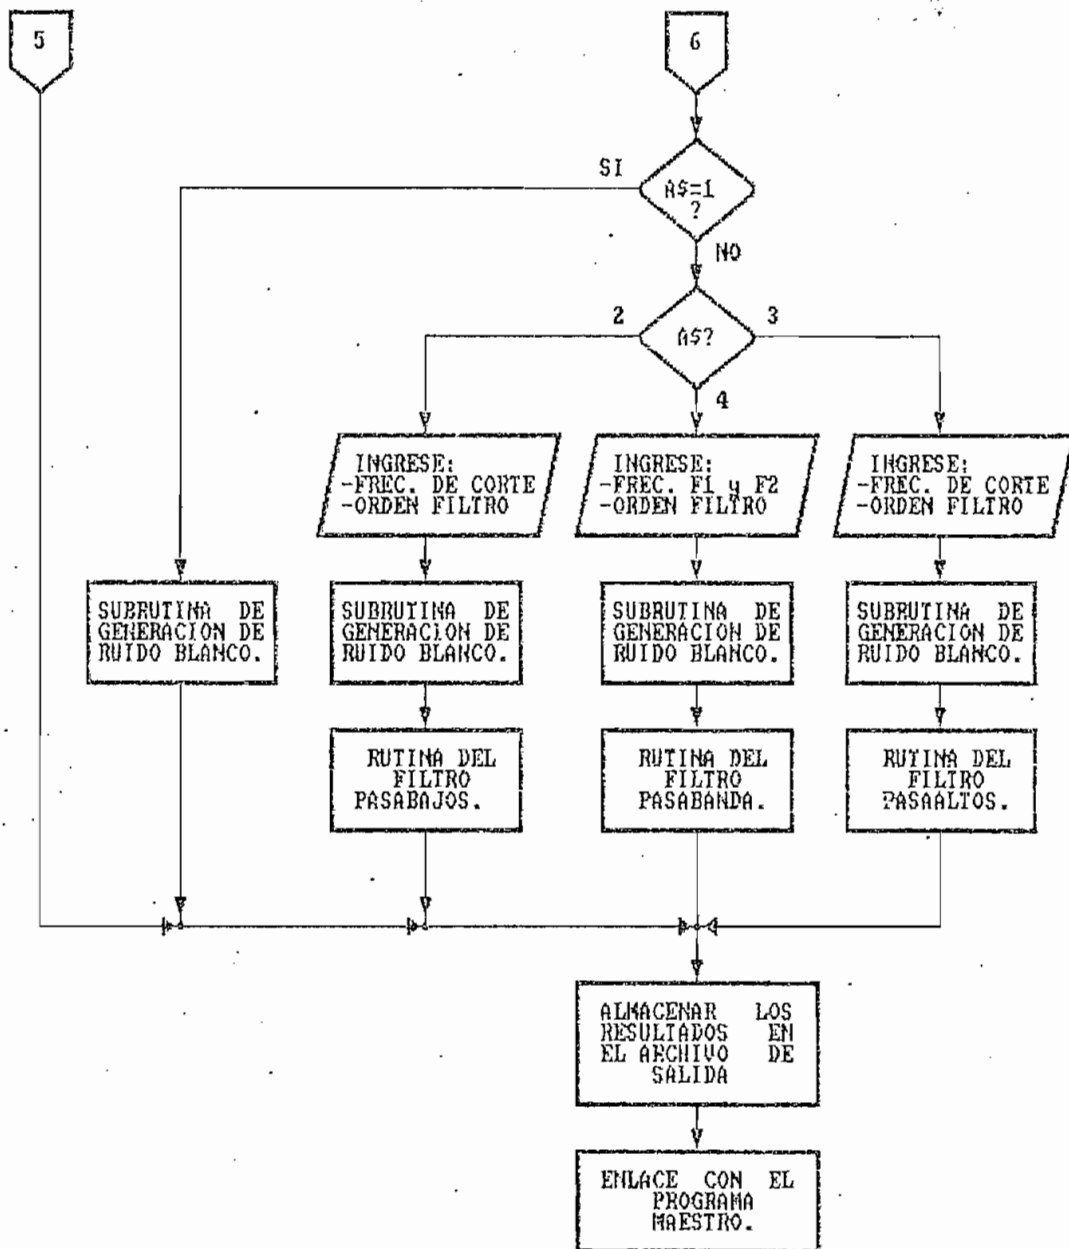 5
6
SI
A$=1
?
NO
2
A$?
3
4
INGRESE:
-FREC. DE CORTE
-ORDEN FILTRO
INGRESE:
-FREC. F1 y F2
-ORDEN FILTRO
INGRESE:
-FREC. DE CORTE
-ORDEN FILTRO
SUBRUTINA DE
GENERACION DE
RUIDO BLANCO.
SUBRUTINA DE
GENERACION DE
RUIDO BLANCO.
SUBRUTINA DE
GENERACION DE
RUIDO BLANCO.
SUBRUTINA DE
GENERACION DE
RUIDO BLANCO.
RUTINA DEL
FILTRO
PASABAJOS.
RUTINA DEL
FILTRO
PASABANDA.
RUTINA DEL
FILTRO
PASAALTOS.
ALMACENAR LOS
RESULTADOS EN
EL ARCHIVO DE
SALIDA
ENLACE CON EL
PROGRAMA
MAESTRO.